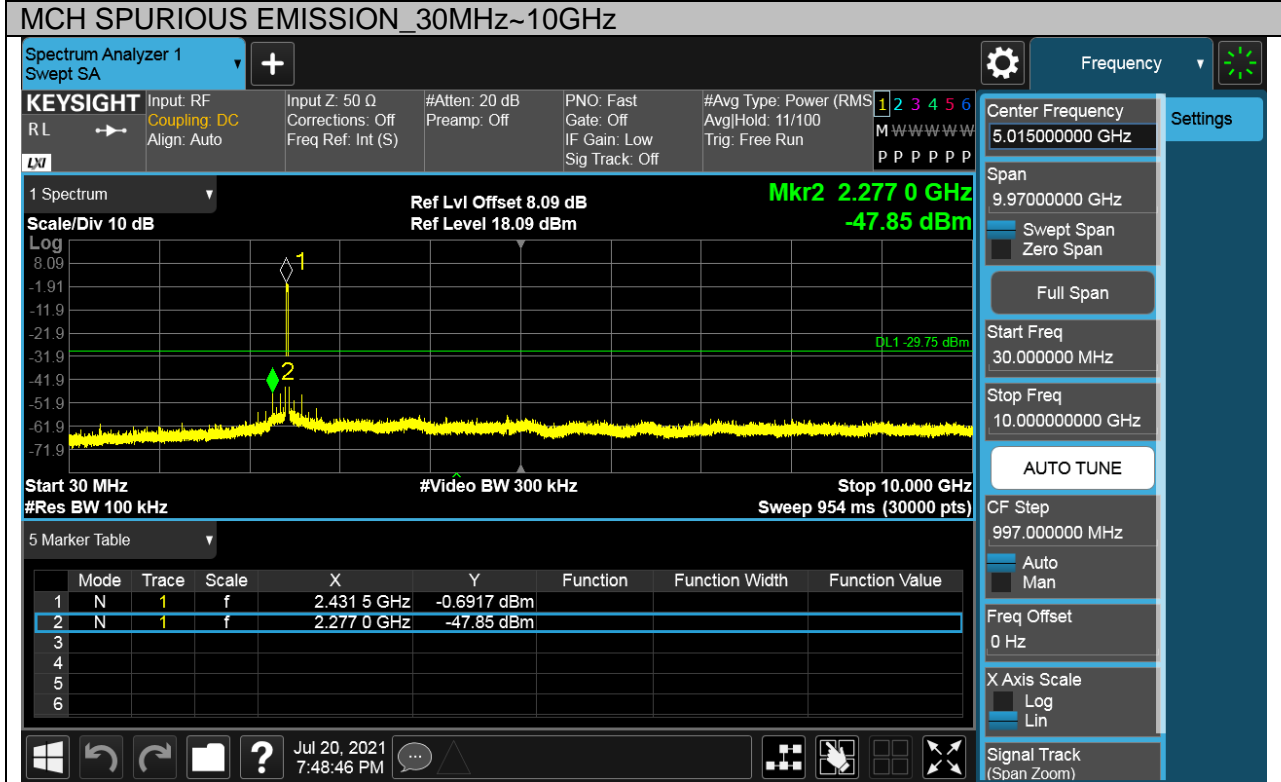 MCH SPURIOUS EMISSION_30MHz~10GHz
Spectrum Analyzer 1
Swept SA
Frequency
KEYSIGHT
RL
LXI
Input: RF
Coupling: DC
Align: Auto
Input Z: 50 Ω
Corrections: Off
Freq Ref: Int (S)
#Atten: 20 dB
Preamp: Off
PNO: Fast
Gate: Off
IF Gain: Low
Sig Track: Off
#Avg Type: Power (RMS
Avg|Hold: 11/100
Trig: Free Run
1 2 3 4 5 6
M W W W W W
P P P P P P
1 Spectrum
Scale/Div 10 dB
Ref Lvl Offset 8.09 dB
Ref Level 18.09 dBm
Mkr2 2.277 0 GHz
-47.85 dBm
Log
8.09
-1.91
-11.9
-21.9
-31.9
-41.9
-51.9
-61.9
-71.9
1
2
DL1 -29.75 dBm
Start 30 MHz
#Video BW 300 kHz
Stop 10.000 GHz
#Res BW 100 kHz
Sweep 954 ms (30000 pts)
5 Marker Table
Mode Trace Scale X Y Function Function Width Function Value
1 N 1 f 2.431 5 GHz -0.6917 dBm
2 N 1 f 2.277 0 GHz -47.85 dBm
3
4
5
6
?
Jul 20, 2021
7:48:46 PM
Center Frequency
5.015000000 GHz
Settings
Span
9.97000000 GHz
Swept Span
Zero Span
Full Span
Start Freq
30.000000 MHz
Stop Freq
10.000000000 GHz
AUTO TUNE
CF Step
997.000000 MHz
Auto
Man
Freq Offset
0 Hz
X Axis Scale
Log
Lin
Signal Track
(Span Zoom)